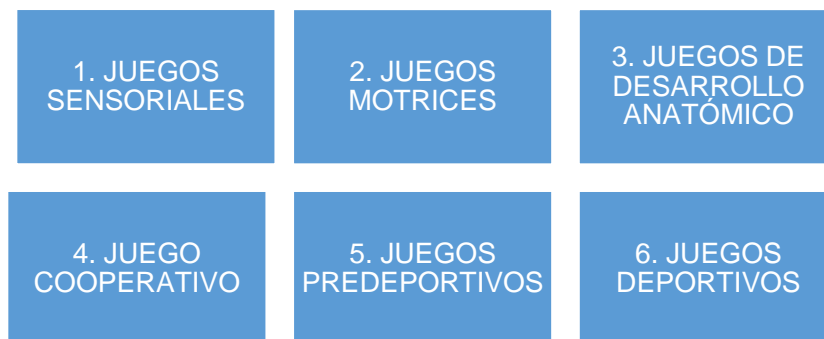 1. JUEGOS
SENSORIALES
2. JUEGOS
MOTRICES
3. JUEGOS DE
DESARROLLO
ANATÓMICO
4. JUEGO
COOPERATIVO
5. JUEGOS
PREDEPORTIVOS
6. JUEGOS
DEPORTIVOS